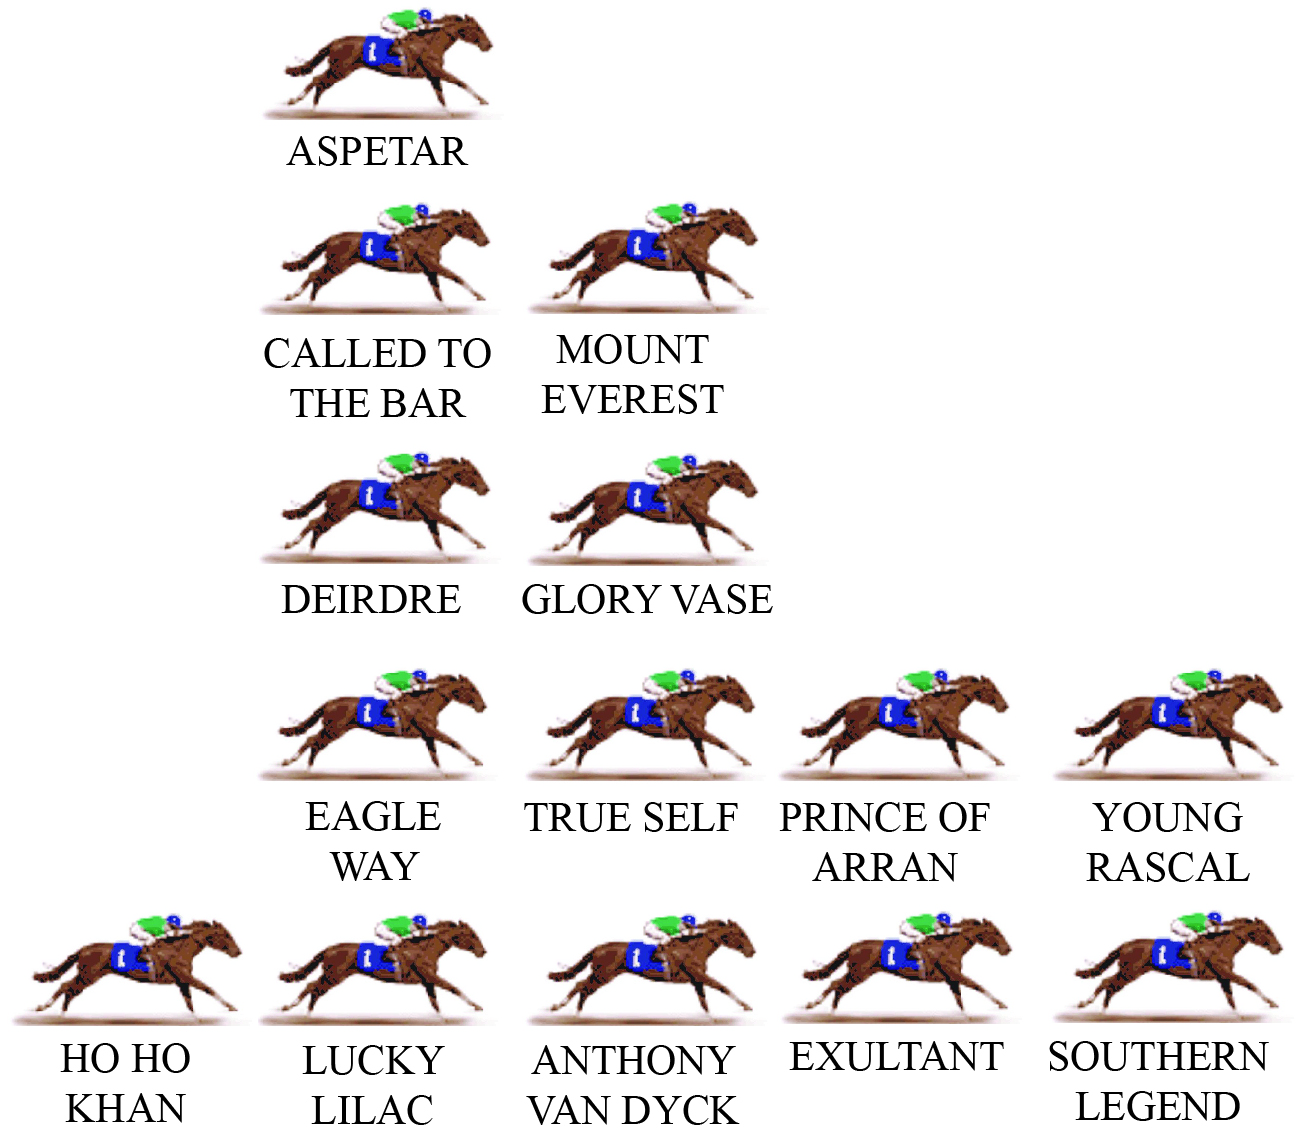 ASPETAR
CALLED TO
THE BAR
MOUNT
EVEREST
DEIRDRE
GLORY VASE
EAGLE
WAY
TRUE SELF
PRINCE OF
ARRAN
YOUNG
RASCAL
HO HO
KHAN
LUCKY
LILAC
ANTHONY
VAN DYCK
EXULTANT
SOUTHERN
LEGEND